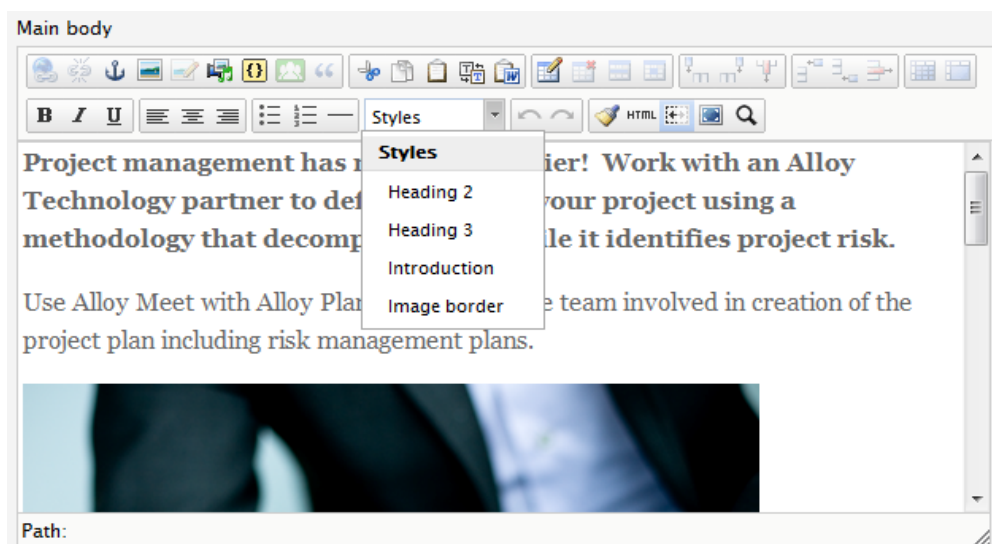 Main body
B I U Styles HTML
Styles
Heading 2
Heading 3
Introduction
Image border
Project management has ier! Work with an Alloy
Technology partner to def your project using a
methodology that decomp le it identifies project risk.
Use Alloy Meet with Alloy Plan e team involved in creation of the
project plan including risk management plans.
Path: